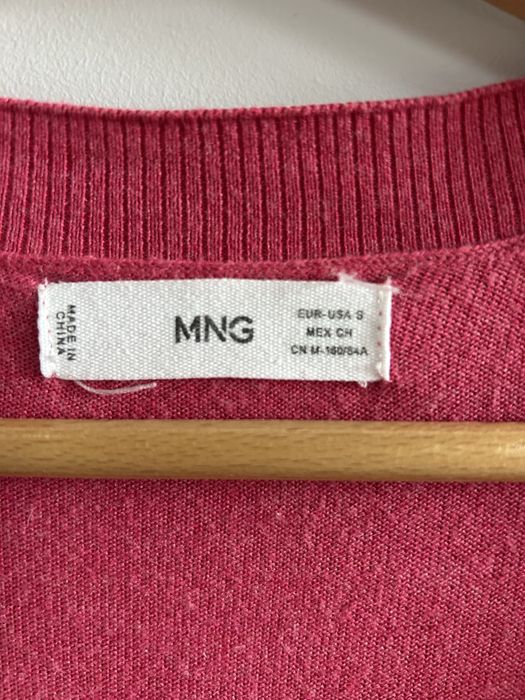 MADE IN
CHINA
MNG
EUR-USA S
MEX CH
CN M-160/84A